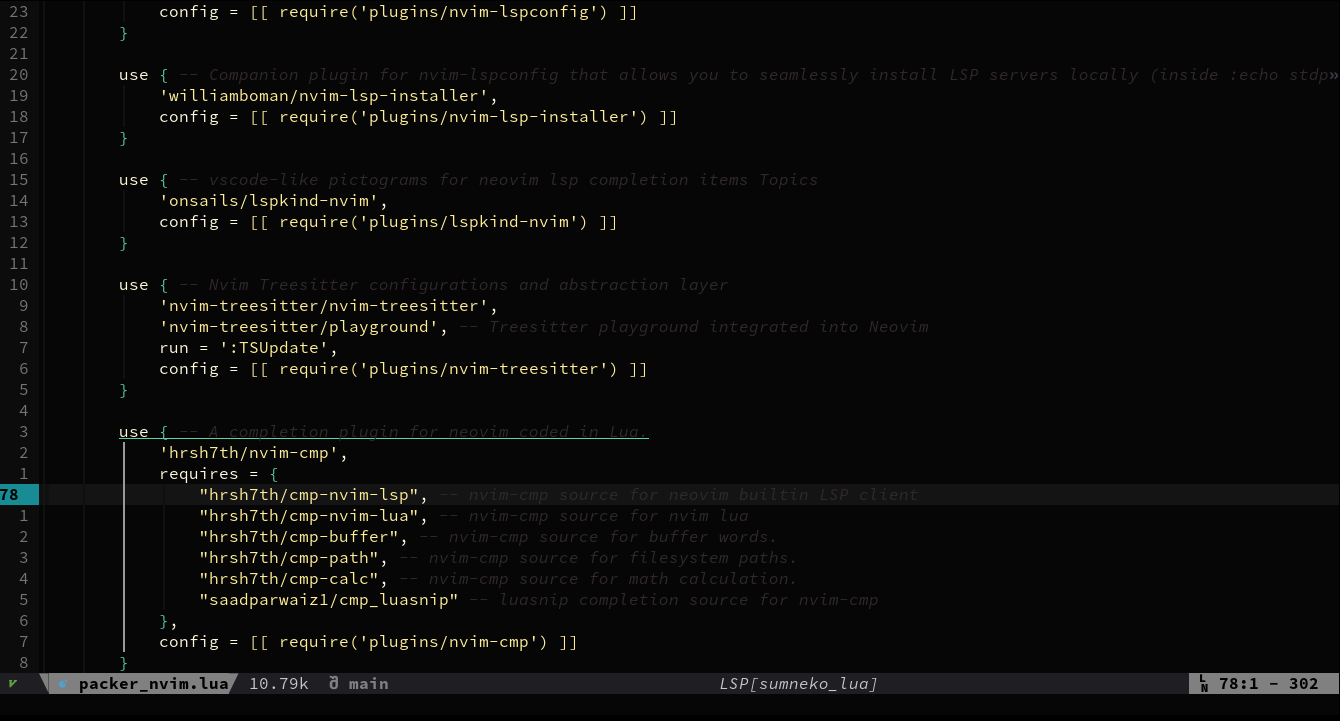 23 config = [[ require('plugins/nvim-lspconfig') ]]
22 }
21
20 use { -- Companion plugin for nvim-lspconfig that allows you to seamlessly install LSP servers locally (inside :echo stdp»
19 'williamboman/nvim-lsp-installer',
18 config = [[ require('plugins/nvim-lsp-installer') ]]
17 }
16
15 use { -- vscode-like pictograms for neovim lsp completion items Topics
14 'onsails/lspkind-nvim',
13 config = [[ require('plugins/lspkind-nvim') ]]
12 }
11
10 use { -- Nvim Treesitter configurations and abstraction layer
9 'nvim-treesitter/nvim-treesitter',
8 'nvim-treesitter/playground', -- Treesitter playground integrated into Neovim
7 run = ':TSUpdate',
6 config = [[ require('plugins/nvim-treesitter') ]]
5 }
4
3 use { -- A completion plugin for neovim coded in Lua.
2 'hrsh7th/nvim-cmp',
1 requires = {
78 "hrsh7th/cmp-nvim-lsp", -- nvim-cmp source for neovim builtin LSP client
1 "hrsh7th/cmp-nvim-lua", -- nvim-cmp source for nvim lua
2 "hrsh7th/cmp-buffer", -- nvim-cmp source for buffer words.
3 "hrsh7th/cmp-path", -- nvim-cmp source for filesystem paths.
4 "hrsh7th/cmp-calc", -- nvim-cmp source for math calculation.
5 "saadparwaiz1/cmp_luasnip" -- luasnip completion source for nvim-cmp
6 },
7 config = [[ require('plugins/nvim-cmp') ]]
8 }
packer_nvim.lua 10.79k main LSP[sumneko_lua] LN 78:1 - 302